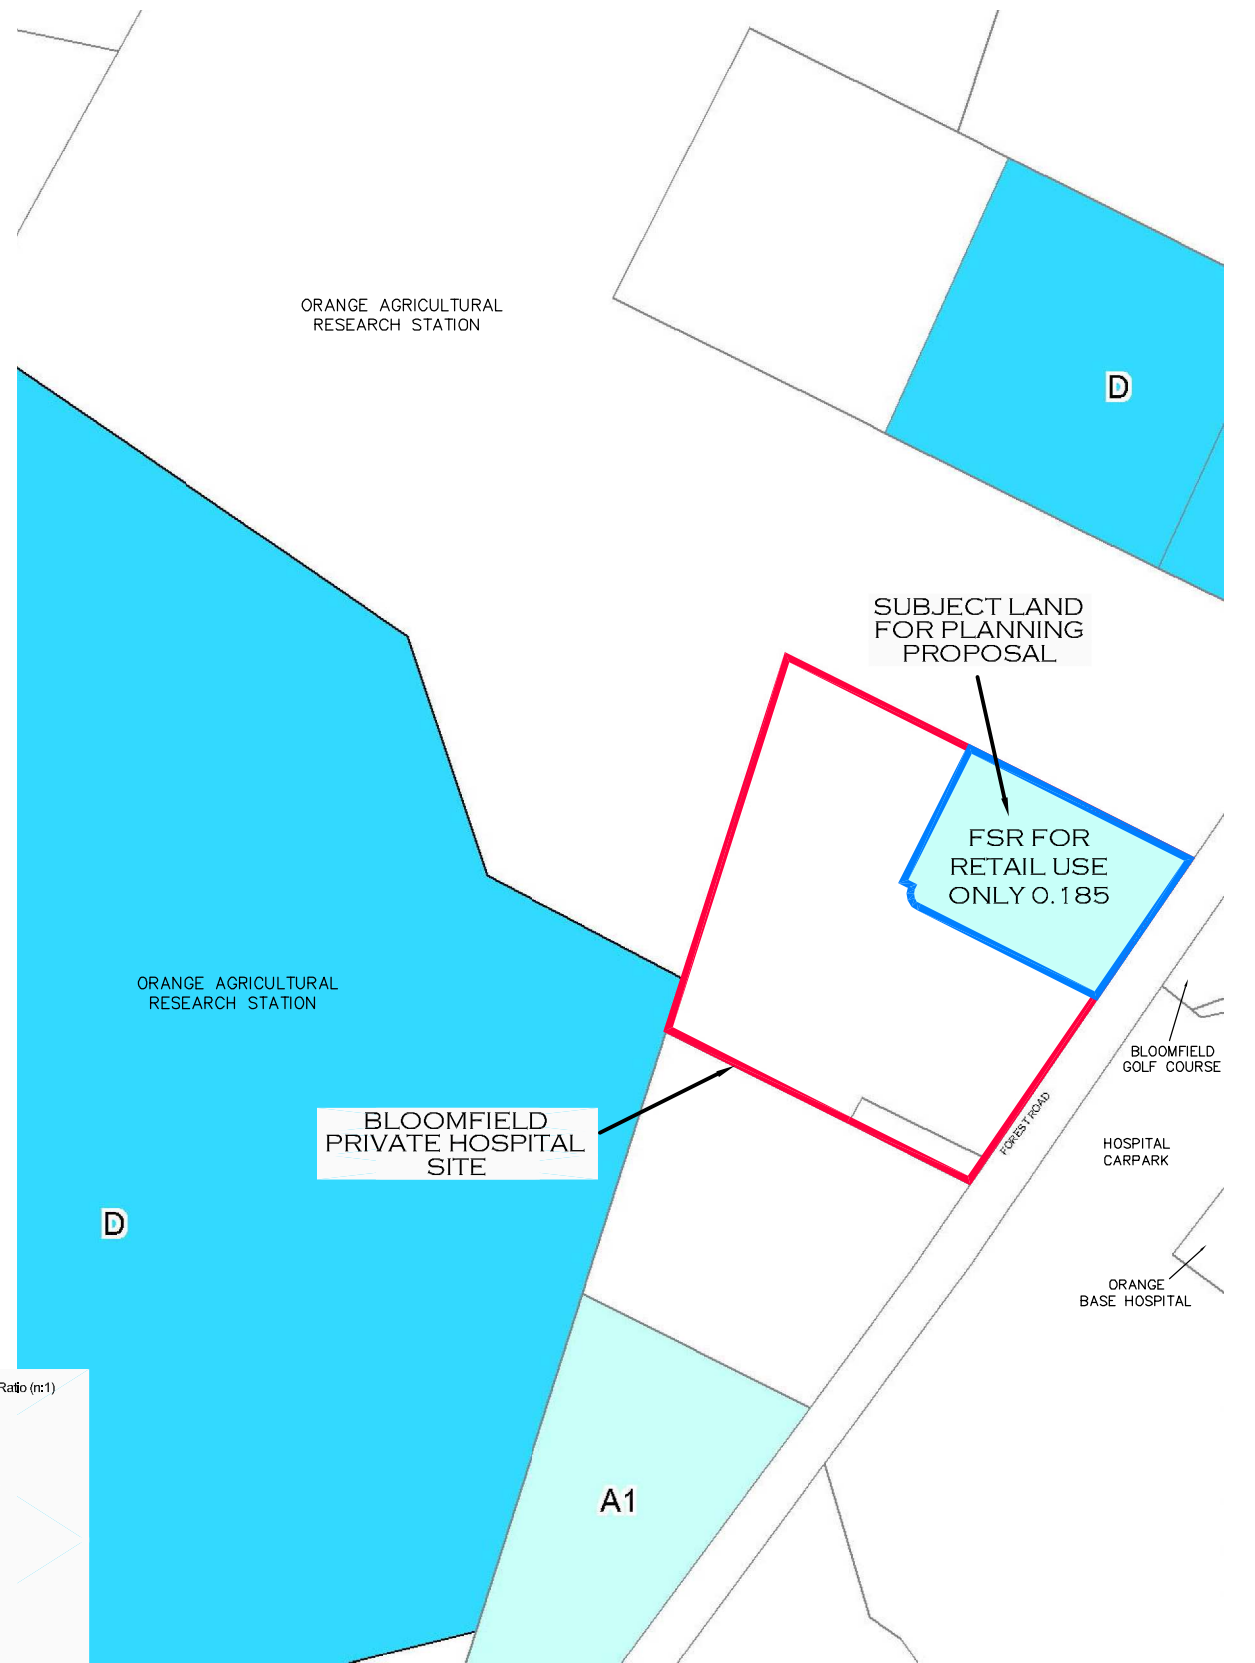 ORANGE AGRICULTURAL
RESEARCH STATION
D
SUBJECT LAND
FOR PLANNING
PROPOSAL
FSR FOR
RETAIL USE
ONLY 0.185
ORANGE AGRICULTURAL
RESEARCH STATION
BLOOMFIELD
GOLF COURSE
FOREST ROAD
BLOOMFIELD
PRIVATE HOSPITAL
SITE
HOSPITAL
CARPARK
D
ORANGE
BASE HOSPITAL
Ratio (n:1)
A1